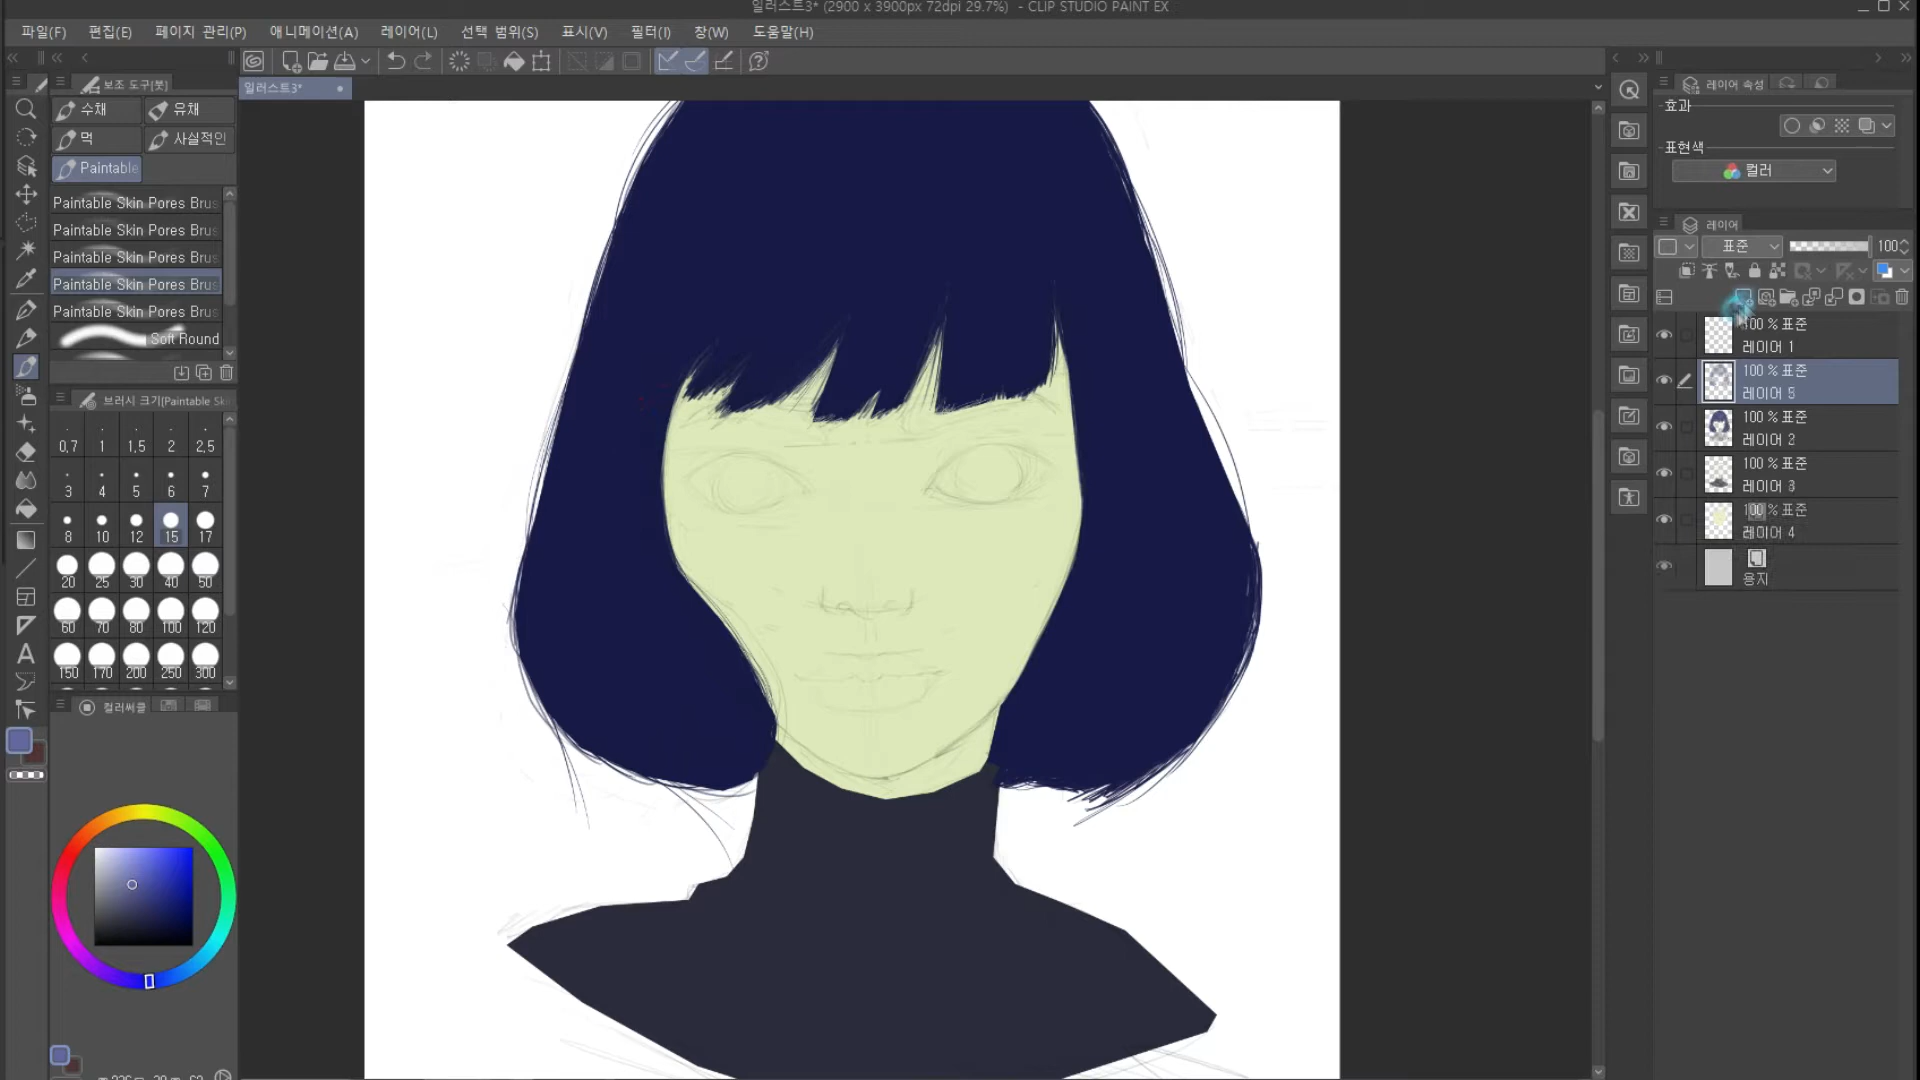 일러스트3* (2900 x 3900px 72dpi 29.7%) - CLIP STUDIO PAINT EX
파일(F) 편집(E) 페이지 관리(P) 애니메이션(A) 레이어(L) 선택 범위(S) 표시(V) 필터(I) 창(W) 도움말(H)
보조 도구[붓]
일러스트3*
수채 유채
먹 사실적인
Paintable
Paintable Skin Pores Brus
Paintable Skin Pores Brus
Paintable Skin Pores Brus
Paintable Skin Pores Brus
Paintable Skin Pores Brus
Soft Round
브러시 크기(Paintable Ski
0.7 1 1.5 2 2.5
3 4 5 6 7
8 10 12 15 17
20 25 30 40 50
60 70 80 100 120
150 170 200 250 300
컬러써클
레이어 속성
효과
표현색
컬러
레이어
표준 100
100 % 표준
레이어 1
100 % 표준
레이어 5
100 % 표준
레이어 2
100 % 표준
레이어 3
100 % 표준
레이어 4
용지